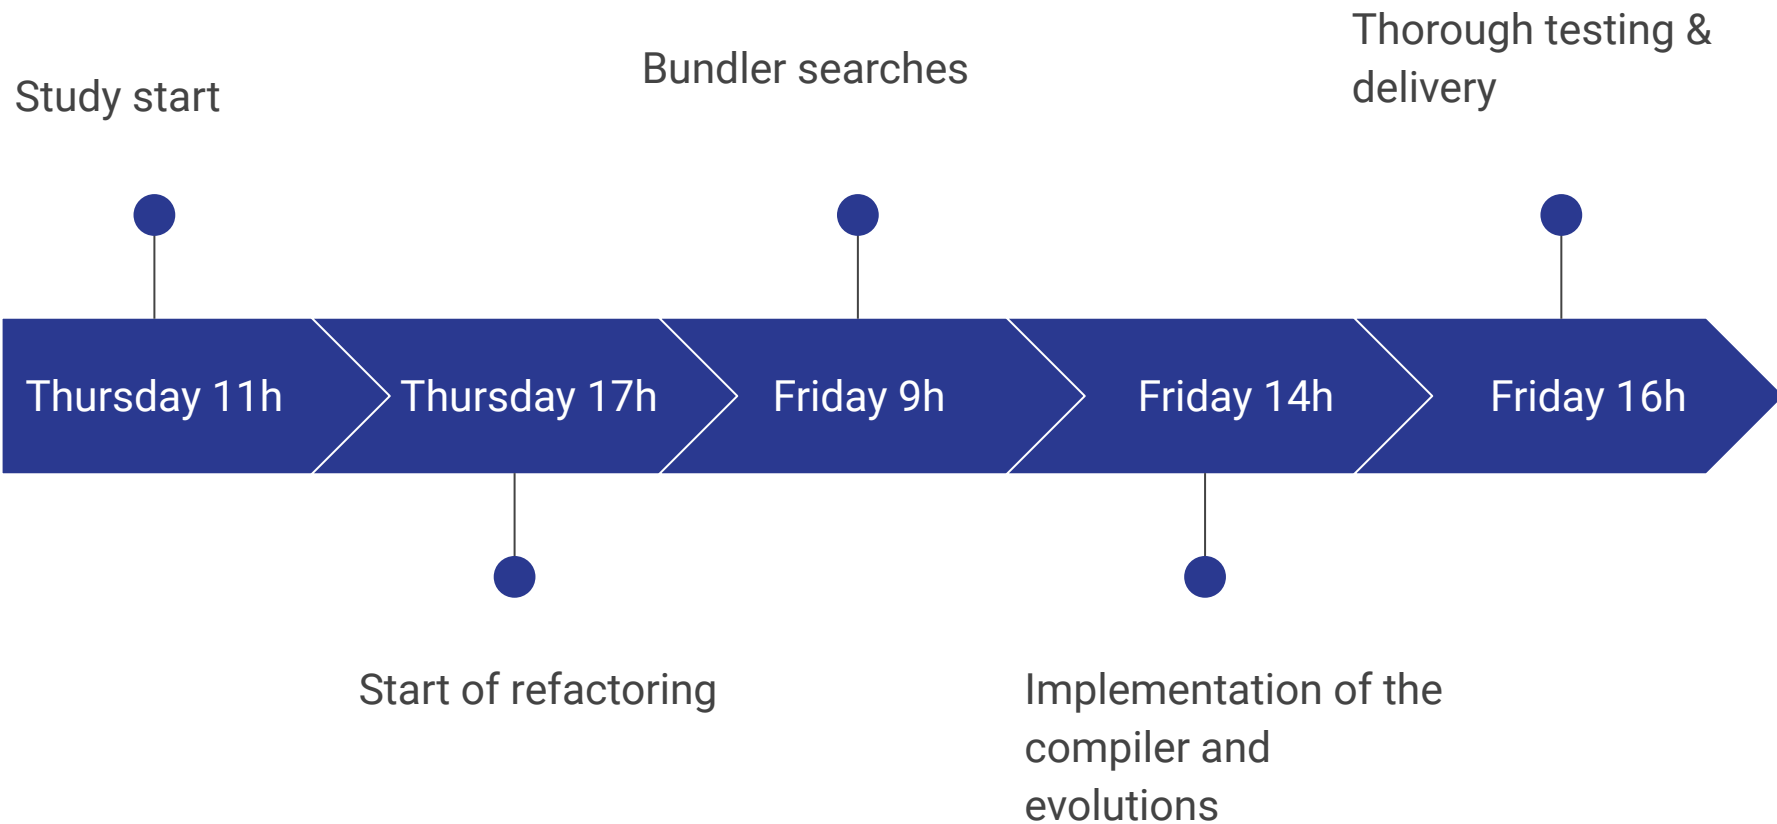 Study start
Bundler searches
Thorough testing &
delivery
Thursday 11h
Thursday 17h
Friday 9h
Friday 14h
Friday 16h
Start of refactoring
Implementation of the
compiler and
evolutions